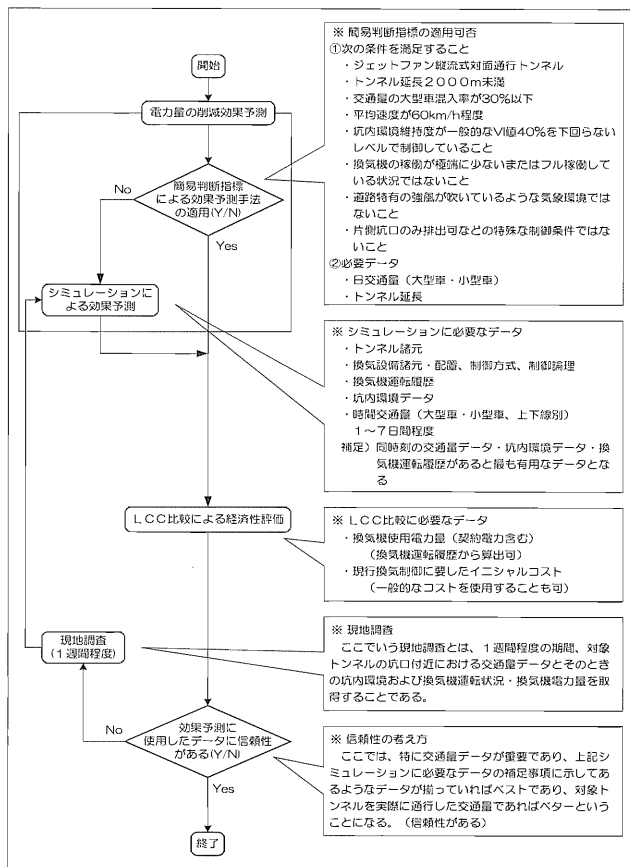 開始
電力量の削減効果予測
簡易判断指標
による効果予測手法
の適用(Y/N)
No
Yes
シミュレーションに
よる効果予測
LCC比較による経済性評価
現地調査
(1週間程度)
No
効果予測に
使用したデータに信頼性
がある(Y/N)
Yes
終了
※ 簡易判断指標の適用可否
①次の条件を満足すること
・ジェットファン縦流式対面通行トンネル
・トンネル延長2000m未満
・交通量の大型車混入率が30%以下
・平均速度が60km/h程度
・坑内環境維持度が一般的なVI値40%を下回らない
レベルで制御していること
・換気機の稼働が極端に少ないまたはフル稼働して
いる状況ではないこと
・道路特有の強風が吹いているような気象環境では
ないこと
・片側坑口のみ排出可などの特殊な制御条件ではな
いこと
②必要データ
・日交通量(大型車・小型車)
・トンネル延長
※ シミュレーションに必要なデータ
・トンネル諸元
・換気設備諸元・配置、制御方式、制御論理
・換気機運転履歴
・坑内環境データ
・時間交通量(大型車・小型車、上下線別)
1～7日間程度
補足)同時刻の交通量データ・坑内環境データ・換
気機運転履歴があると最も有用なデータとな
る
※ LCC比較に必要なデータ
・換気機使用電力量(契約電力含む)
(換気機運転履歴から算出可)
・現行換気制御に要したイニシャルコスト
(一般的なコストを使用することも可)
※ 現地調査
ここでいう現地調査とは、1週間程度の期間、対象
トンネルの坑口付近における交通量データとそのとき
の坑内環境および換気機運転状況・換気機電力量を取
得することである。
※ 信頼性の考え方
ここでは、特に交通量データが重要であり、上記シ
ミュレーションに必要なデータの補足事項に示してあ
るようなデータが揃っていればベストであり、対象ト
ンネルを実際に通行した交通量であればベターという
ことになる。(信頼性がある)